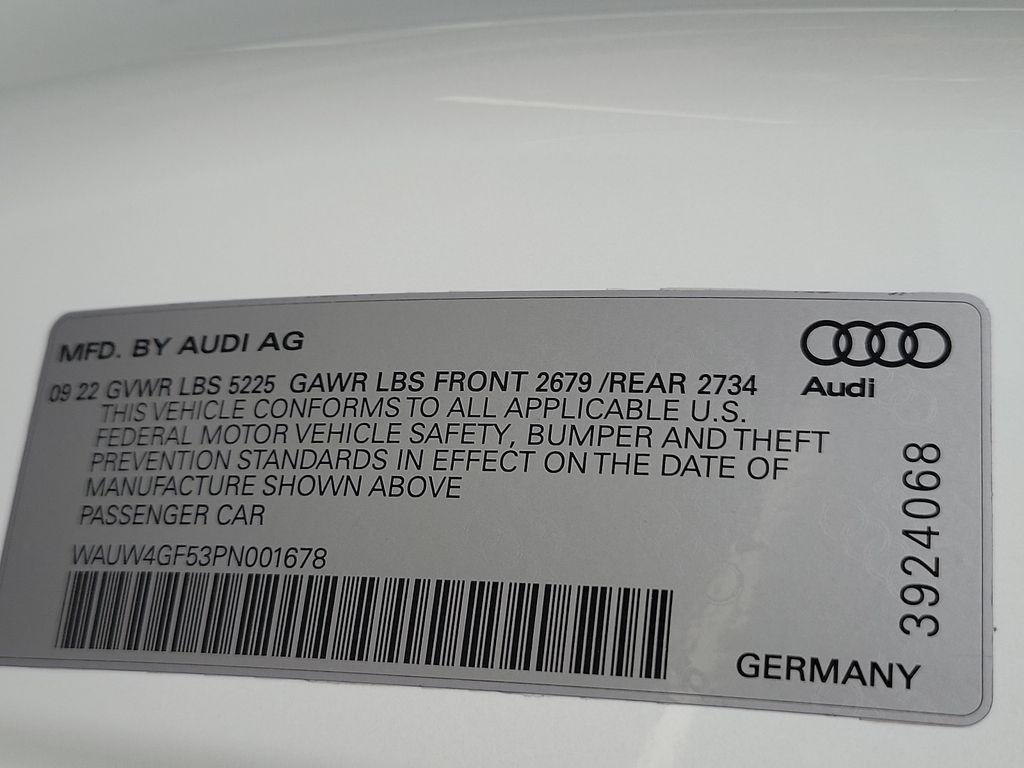 MFD. BY AUDI AG
Audi
09 22 GVWR LBS 5225 GAWR LBS FRONT 2679 /REAR 2734
THIS VEHICLE CONFORMS TO ALL APPLICABLE U.S.
FEDERAL MOTOR VEHICLE SAFETY, BUMPER AND THEFT
PREVENTION STANDARDS IN EFFECT ON THE DATE OF
MANUFACTURE SHOWN ABOVE
PASSENGER CAR
WAUW4GF53PN001678
3924068
GERMANY